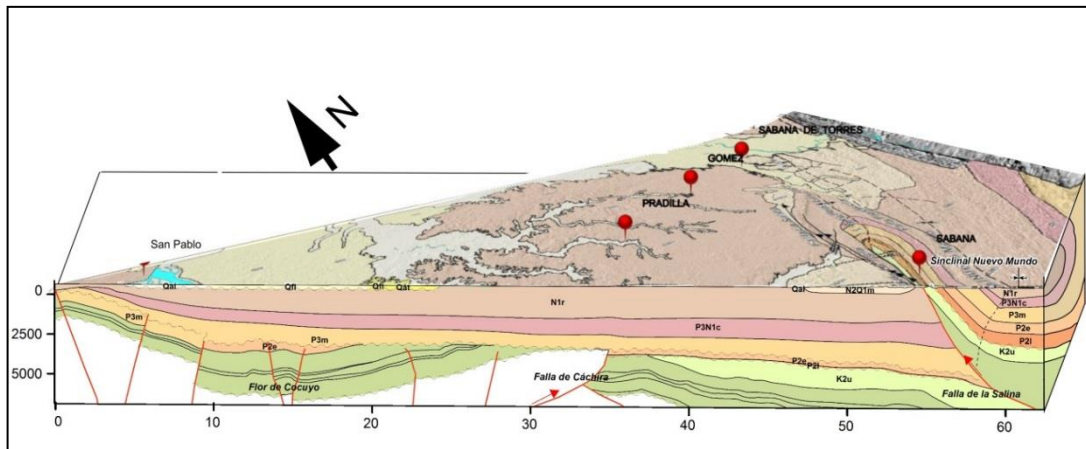 N
SABANA DE TORRES
GOMEZ
PRADILLA
San Pablo
SABANA
Sinclinal Nuevo Mundo
0
Qal
Qfl
Qfl
Qat
Qal
N2Q1m
N1r
N1r
P3N1c
P3m
P3m
P2e
P2l
K2u
P3N1c
2500
P3m
P2e
P2e
P2l
K2u
5000
Flor de Cocuyo
Falla de Cáchira
Falla de la Salina
0
10
20
30
40
50
60